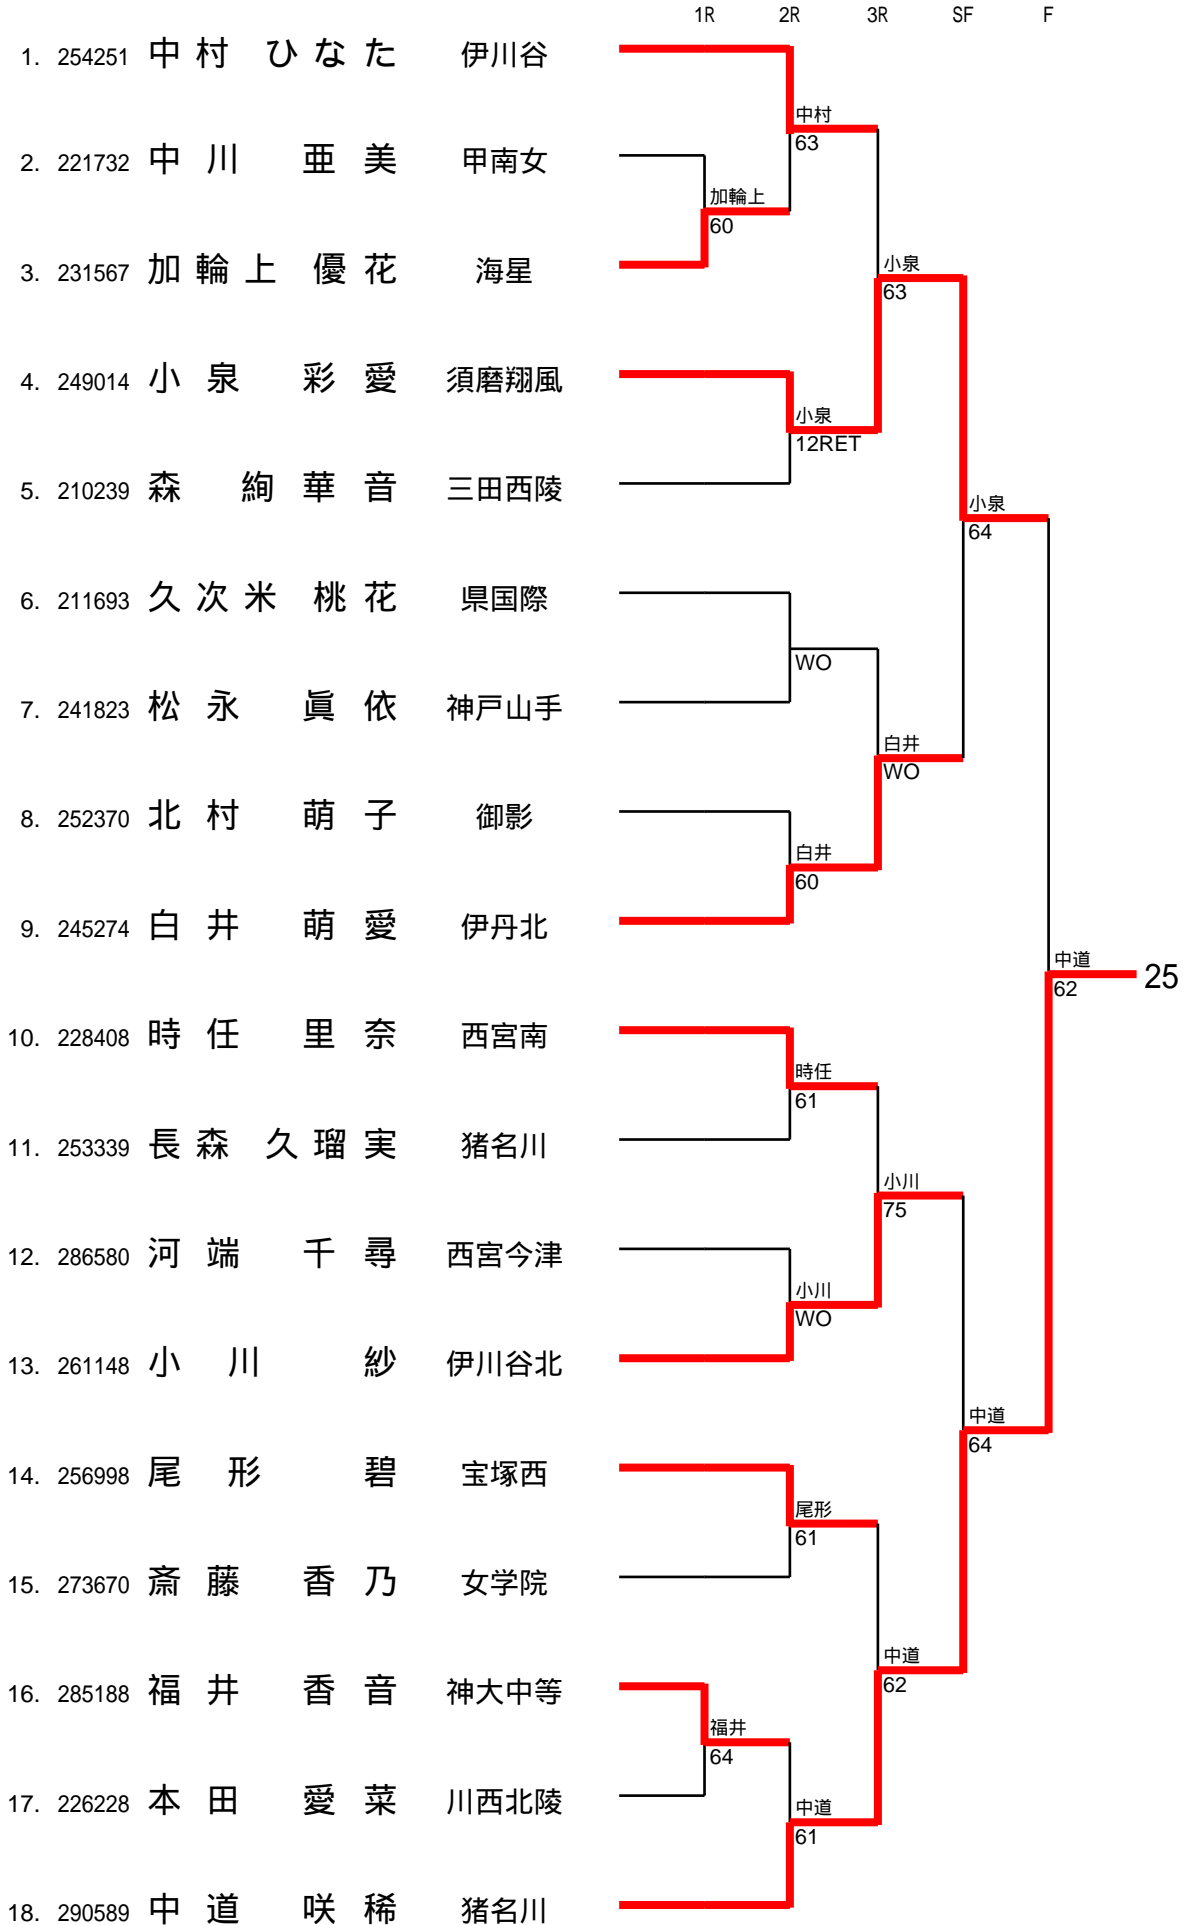 1R 2R 3R SF F
1. 254251 中村 ひなた 伊川谷
中村
63
2. 221732 中川 亜美 甲南女
加輪上
60
3. 231567 加輪上 優花 海星
小泉
63
4. 249014 小泉 彩愛 須磨翔風
小泉
12RET
5. 210239 森 絢華音 三田西陵
小泉
64
6. 211693 久次米 桃花 県国際
WO
7. 241823 松永 眞依 神戸山手
白井
WO
8. 252370 北村 萌子 御影
白井
60
9. 245274 白井 萌愛 伊丹北
中道
62
25
10. 228408 時任 里奈 西宮南
時任
61
11. 253339 長森 久瑠実 猪名川
小川
75
12. 286580 河端 千尋 西宮今津
小川
WO
13. 261148 小川 紗 伊川谷北
中道
64
14. 256998 尾形 碧 宝塚西
尾形
61
15. 273670 斎藤 香乃 女学院
中道
62
16. 285188 福井 香音 神大中等
福井
64
17. 226228 本田 愛菜 川西北陵
中道
61
18. 290589 中道 咲稀 猪名川